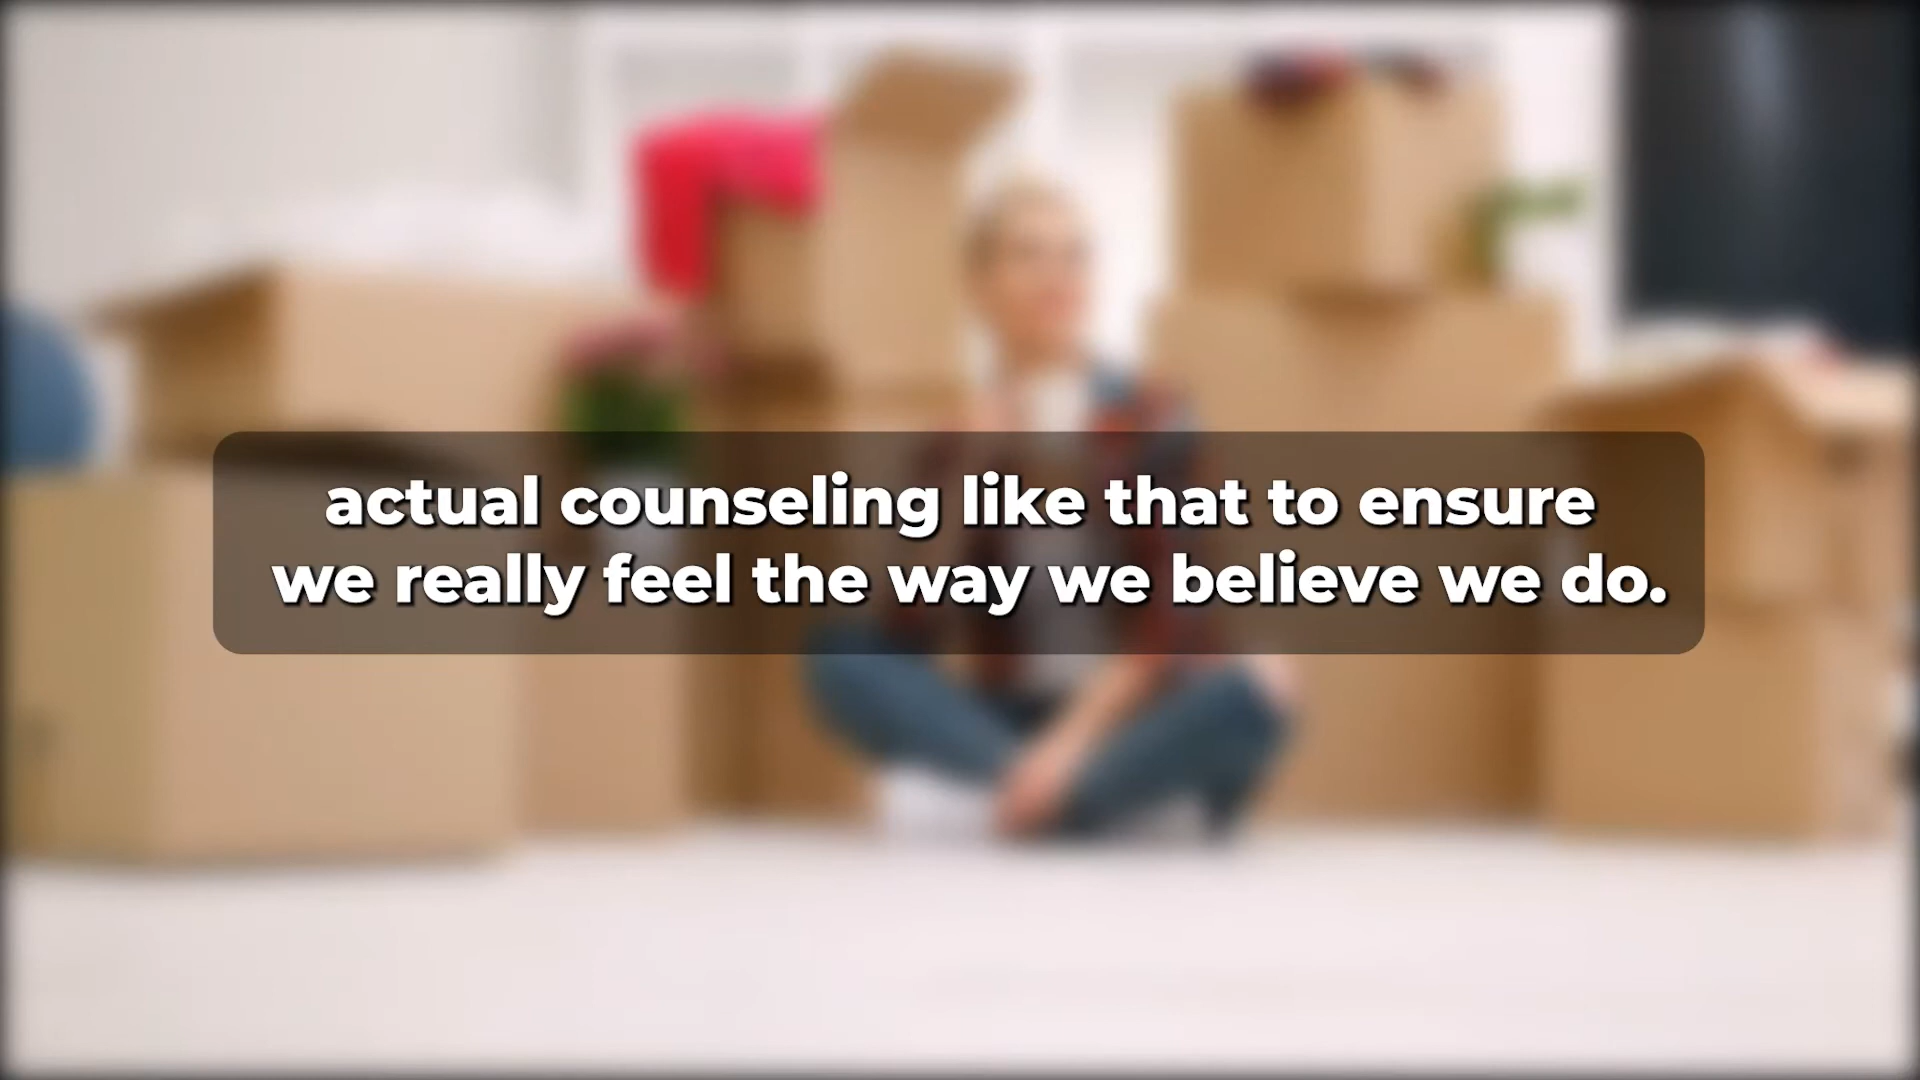 actual counseling like that to ensure
we really feel the way we believe we do.